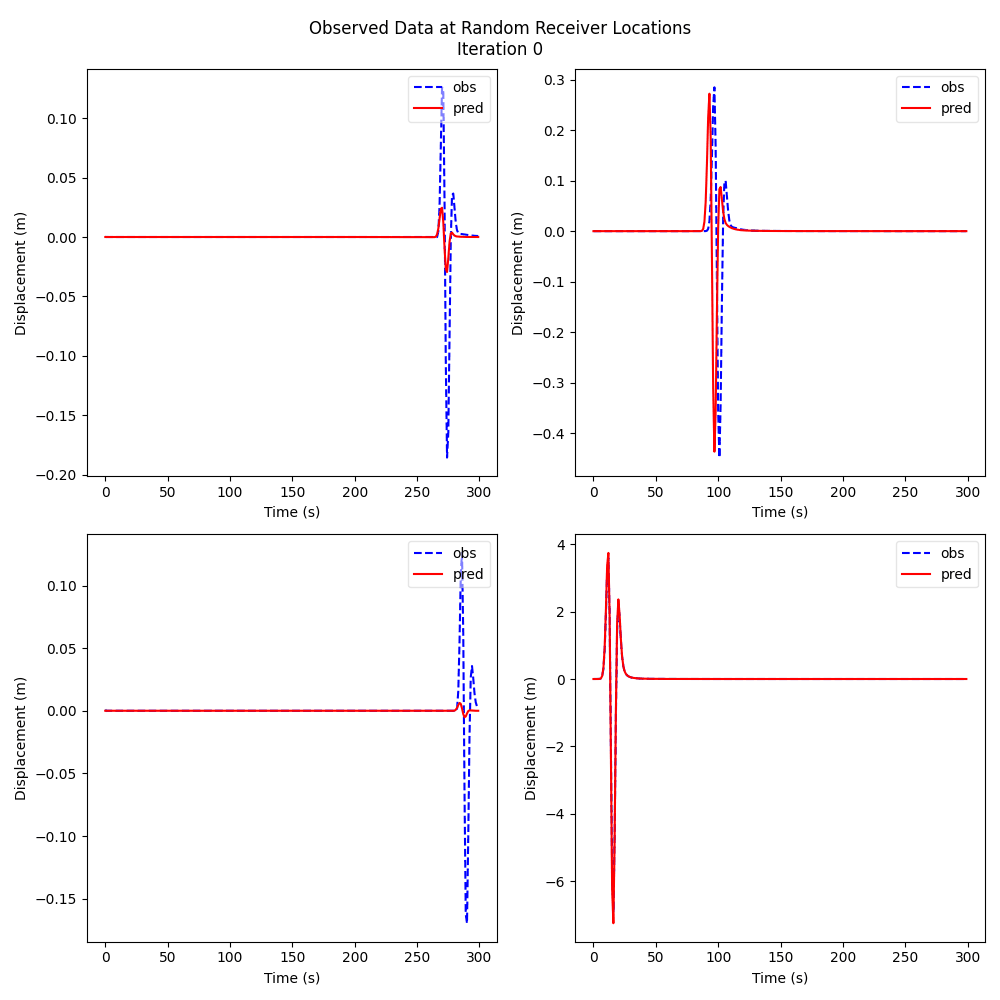 Observed Data at Random Receiver Locations
Iteration 0
obs
pred
Displacement (m)
0.10
0.05
0.00
−0.05
−0.10
−0.15
−0.20
0 50 100 150 200 250 300
Time (s)
obs
pred
Displacement (m)
0.3
0.2
0.1
0.0
−0.1
−0.2
−0.3
−0.4
0 50 100 150 200 250 300
Time (s)
obs
pred
Displacement (m)
0.10
0.05
0.00
−0.05
−0.10
−0.15
0 50 100 150 200 250 300
Time (s)
obs
pred
Displacement (m)
4
2
0
−2
−4
−6
0 50 100 150 200 250 300
Time (s)